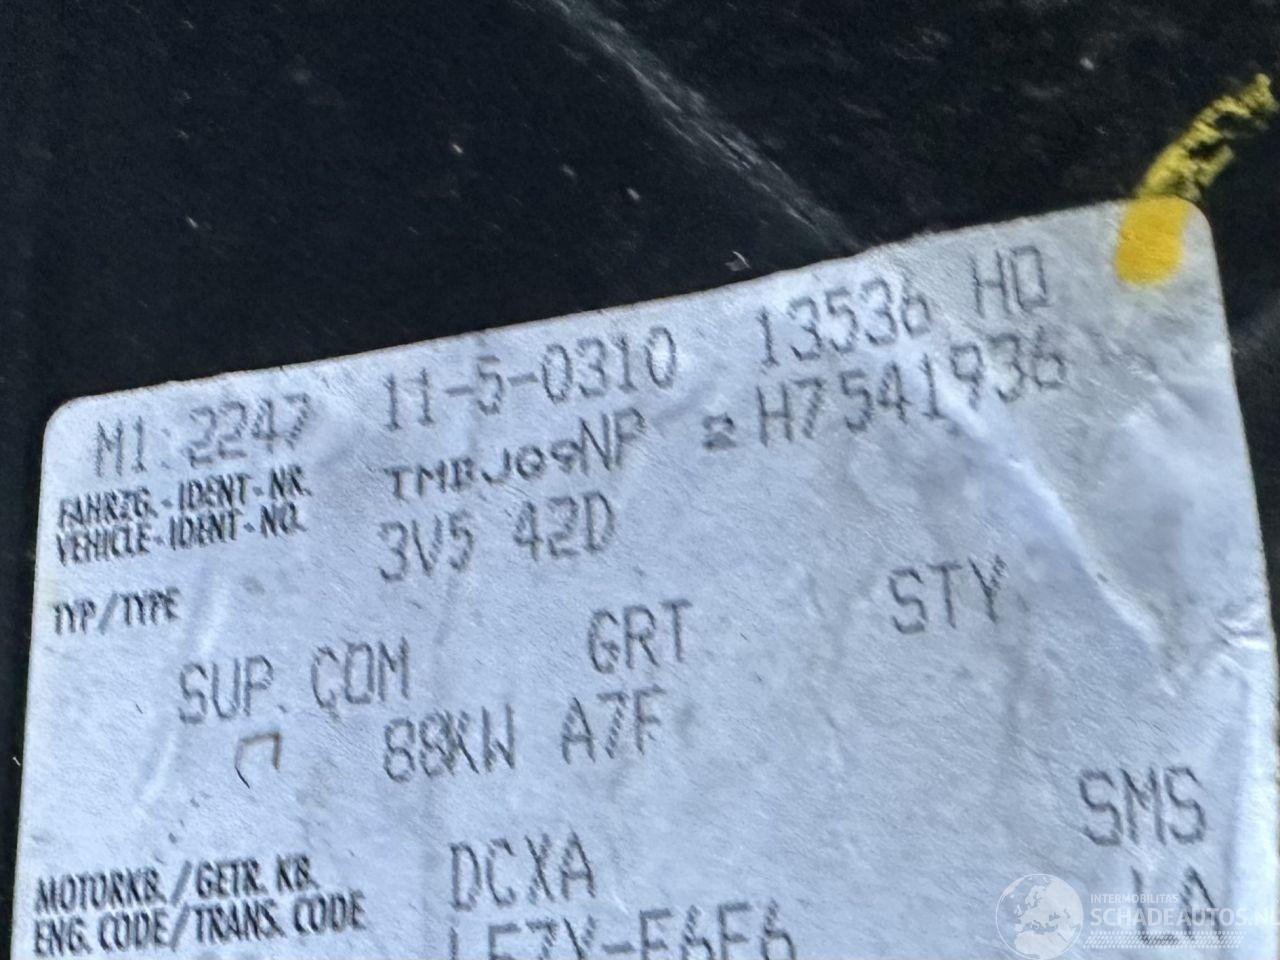 M1. 2247 11-5-0310 13536 HQ
FAHRZG.-IDENT-NR.
VEHICLE-IDENT-NO. H7541936
TYP/TYPE 3V5 42D
SUP. COM GRT STY
88KW A7F
SMS
MOTORKB./GETR. KB. DCXA
ENG. CODE/TRANS. CODE
INTERMOBILITAS
SCHADEAUTOS.NL